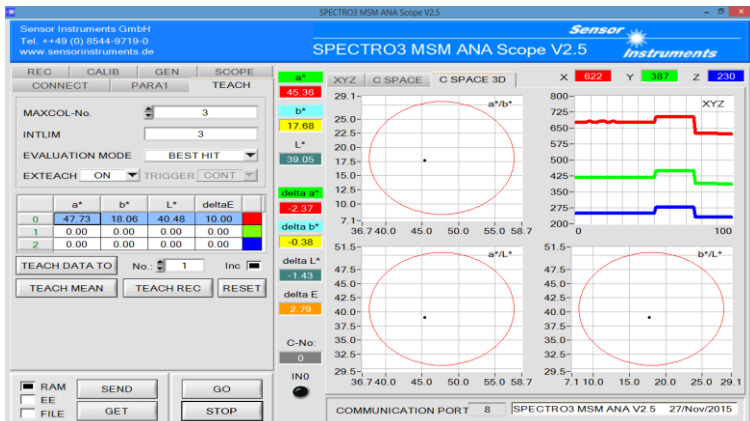 SPECTRO3 MSM ANA Scope V2.5
Sensor Instruments GmbH
Tel. ++49 (0) 8544-9719-0
www.sensorinstruments.de
SPECTRO3 MSM ANA Scope V2.5
Sensor
Instruments
REC CALIB GEN SCOPE
CONNECT PARA1 TEACH
MAXCOL-No. 3
INTLIM 3
EVALUATION MODE BEST HIT
EXTEACH ON TRIGGER CONT
a* b* L* deltaE
0 47.73 18.06 40.48 10.00
1 0.00 0.00 0.00 0.00
2 0.00 0.00 0.00 0.00
TEACH DATA TO No.: 1 Inc
TEACH MEAN TEACH REC RESET
RAM
EE
FILE
SEND GO
GET STOP
a*
45.36
b*
17.68
L*
39.05
delta a*
-2.37
delta b*
-0.38
delta L*
-1.43
delta E
2.79
C-No:
0
IN0
XYZ C SPACE C SPACE 3D
X 622 Y 387 Z 230
a*/b*
29.1
25.0
22.5
20.0
17.5
15.0
12.5
10.0
7.1
36.7 40.0 45.0 50.0 55.0 58.7
XYZ
800
725
650
575
500
425
350
275
200
0 100
a*/L*
51.5
47.5
45.0
42.5
40.0
37.5
35.0
32.5
29.5
36.7 40.0 45.0 50.0 55.0 58.7
b*/L*
51.5
47.5
45.0
42.5
40.0
37.5
35.0
32.5
29.5
7.1 10.0 15.0 20.0 25.0 29.1
COMMUNICATION PORT 8 SPECTRO3 MSM ANA V2.5 27/Nov/2015